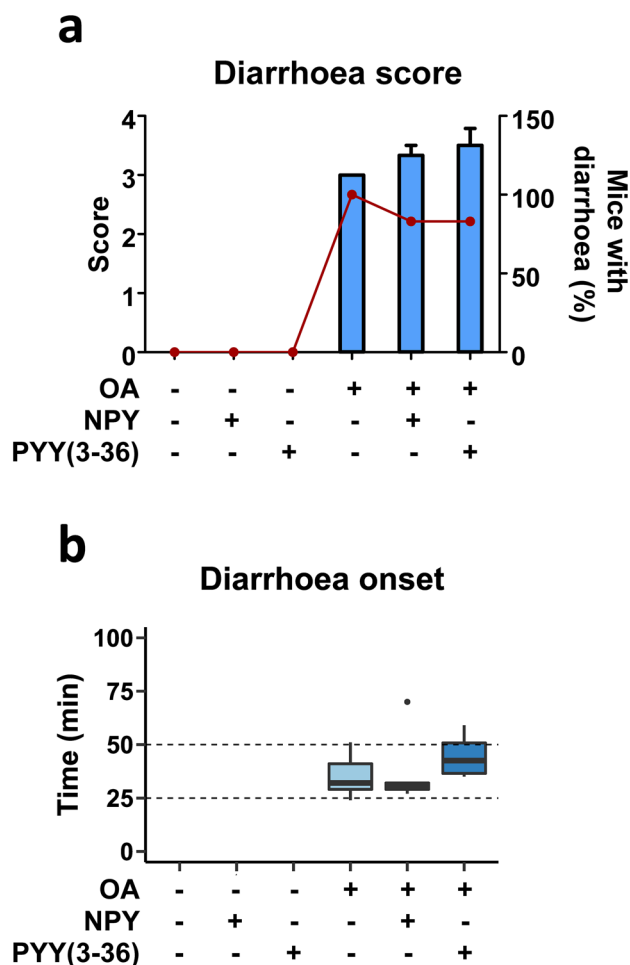 a
Diarrhoea score
4 150
3 100
2
50
1
0 0
Score
Mice with
diarrhoea (%)
OA - - - + + +
NPY - + - - + -
PYY(3-36) - - + - - +
b
Diarrhoea onset
100
75
50
25
0
Time (min)
OA - - - + + +
NPY - + - - + -
PYY(3-36) - - + - - +